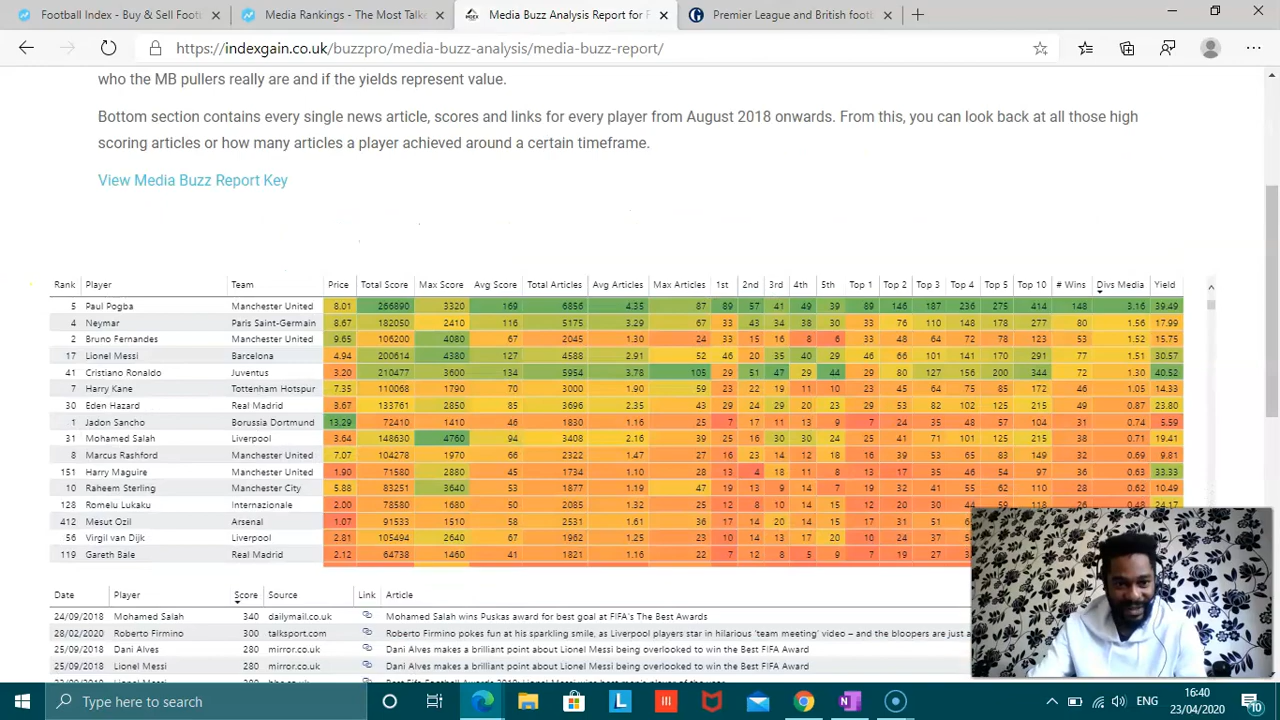 Football Index - Buy & Sell Foot
Media Rankings - The Most Talke
Media Buzz Analysis Report for F
Premier League and British footb
https://indexgain.co.uk/buzzpro/media-buzz-analysis/media-buzz-report/
who the MB pullers really are and if the yields represent value.
Bottom section contains every single news article, scores and links for every player from August 2018 onwards. From this, you can look back at all those high
scoring articles or how many articles a player achieved around a certain timeframe.
View Media Buzz Report Key
Rank Player Team Price Total Score Max Score Avg Score Total Articles Avg Articles Max Articles 1st 2nd 3rd 4th 5th Top 1 Top 2 Top 3 Top 4 Top 5 Top 10 # Wins Divs Media Yield
5 Paul Pogba Manchester United 8.01 266890 3320 169 6856 4.35 87 89 57 41 49 39 89 146 187 236 275 414 148 3.16 39.49
4 Neymar Paris Saint-Germain 8.67 182050 2410 116 5175 3.29 67 33 43 34 38 30 33 76 110 148 178 277 80 1.56 17.99
2 Bruno Fernandes Manchester United 9.65 106200 4080 67 2045 1.30 24 33 15 16 8 6 33 48 64 72 78 123 53 1.52 15.75
17 Lionel Messi Barcelona 4.94 200614 4380 127 4588 2.91 52 46 20 35 40 29 46 66 101 141 170 291 77 1.51 30.57
41 Cristiano Ronaldo Juventus 3.20 210477 3600 134 5954 3.78 105 29 51 47 29 44 29 80 127 156 200 344 72 1.30 40.52
7 Harry Kane Tottenham Hotspur 7.35 110068 1790 70 3000 1.90 59 23 22 19 11 10 23 45 64 75 85 172 46 1.05 14.33
30 Eden Hazard Real Madrid 3.67 133761 2850 85 3696 2.35 43 29 24 29 20 23 29 53 82 102 125 215 49 0.87 23.80
1 Jadon Sancho Borussia Dortmund 13.29 72410 1410 46 1830 1.16 25 7 17 11 13 9 7 24 35 48 57 104 31 0.74 5.59
31 Mohamed Salah Liverpool 3.64 148630 4760 94 3408 2.16 39 25 16 30 30 24 25 41 71 101 125 215 38 0.71 19.41
8 Marcus Rashford Manchester United 7.07 104278 1970 66 2322 1.47 27 16 23 14 12 18 16 39 53 65 83 149 32 0.69 9.81
151 Harry Maguire Manchester United 1.90 71580 2880 45 1734 1.10 28 13 4 18 11 8 13 17 35 46 54 97 36 0.63 33.33
10 Raheem Sterling Manchester City 5.88 83251 3640 53 1877 1.19 47 19 13 9 14 7 19 32 41 55 62 110 28 0.62 10.49
128 Romelu Lukaku Internazionale 2.00 78580 1680 50 2085 1.32 25 12 8 10 14 15 12 20 30 44 59 118 26 0.48 24.17
412 Mesut Ozil Arsenal 1.07 91533 1510 58 2531 1.61 36 17 14 20 14 15 17 31 51
56 Virgil van Dijk Liverpool 2.81 105494 2640 67 1962 1.25 23 10 14 13 17 20 10 24 37
119 Gareth Bale Real Madrid 2.12 64738 1460 41 1821 1.16 22 7 12 8 5 9 7 19 27
Date Player Score Source Link Article
24/09/2018 Mohamed Salah 340 dailymail.co.uk Mohamed Salah wins Puskas award for best goal at FIFA's The Best Awards
28/02/2020 Roberto Firmino 300 talksport.com Roberto Firmino pokes fun at his sparkling smile, as Liverpool players star in hilarious 'team meeting' video – and the bloopers are just a
25/09/2018 Dani Alves 280 mirror.co.uk Dani Alves makes a brilliant point about Lionel Messi being overlooked to win the Best FIFA Award
25/09/2018 Lionel Messi 280 mirror.co.uk Dani Alves makes a brilliant point about Lionel Messi being overlooked to win the Best FIFA Award
Type here to search
ENG
16:40
23/04/2020
10